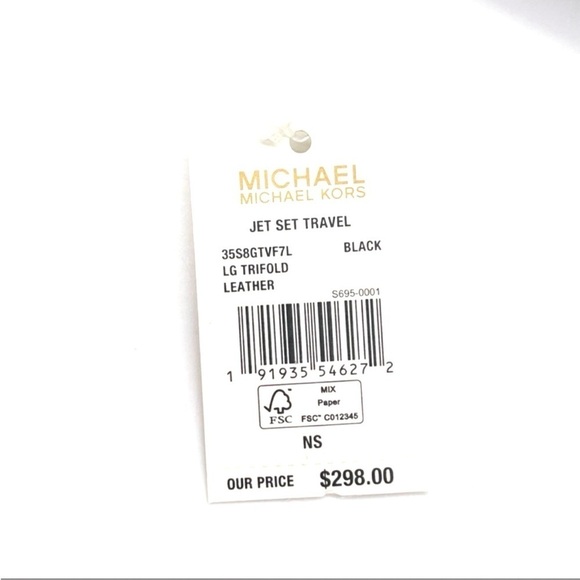 MICHAEL
MICHAEL KORS
JET SET TRAVEL
35S8GTVF7L BLACK
LG TRIFOLD
LEATHER
S695-0001
1 91935 54627 2
FSC
MIX
Paper
FSC™ C012345
NS
OUR PRICE $298.00